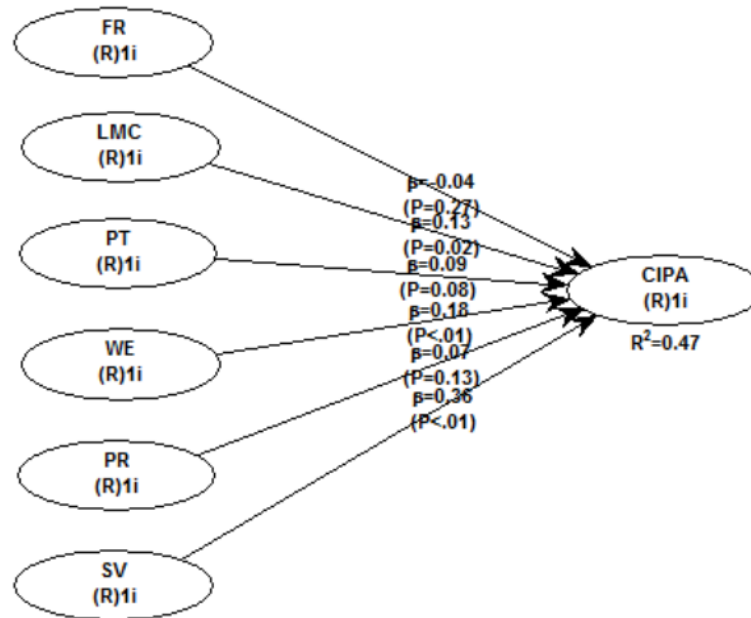 FR
(R)1i
LMC
(R)1i
β=-0.04
(P=0.27)
β=0.13
(P=0.02)
PT
(R)1i
β=0.09
(P=0.08)
CIPA
(R)1i
R²=0.47
β=0.18
(P<.01)
WE
(R)1i
β=0.07
(P=0.13)
β=0.36
(P<.01)
PR
(R)1i
SV
(R)1i